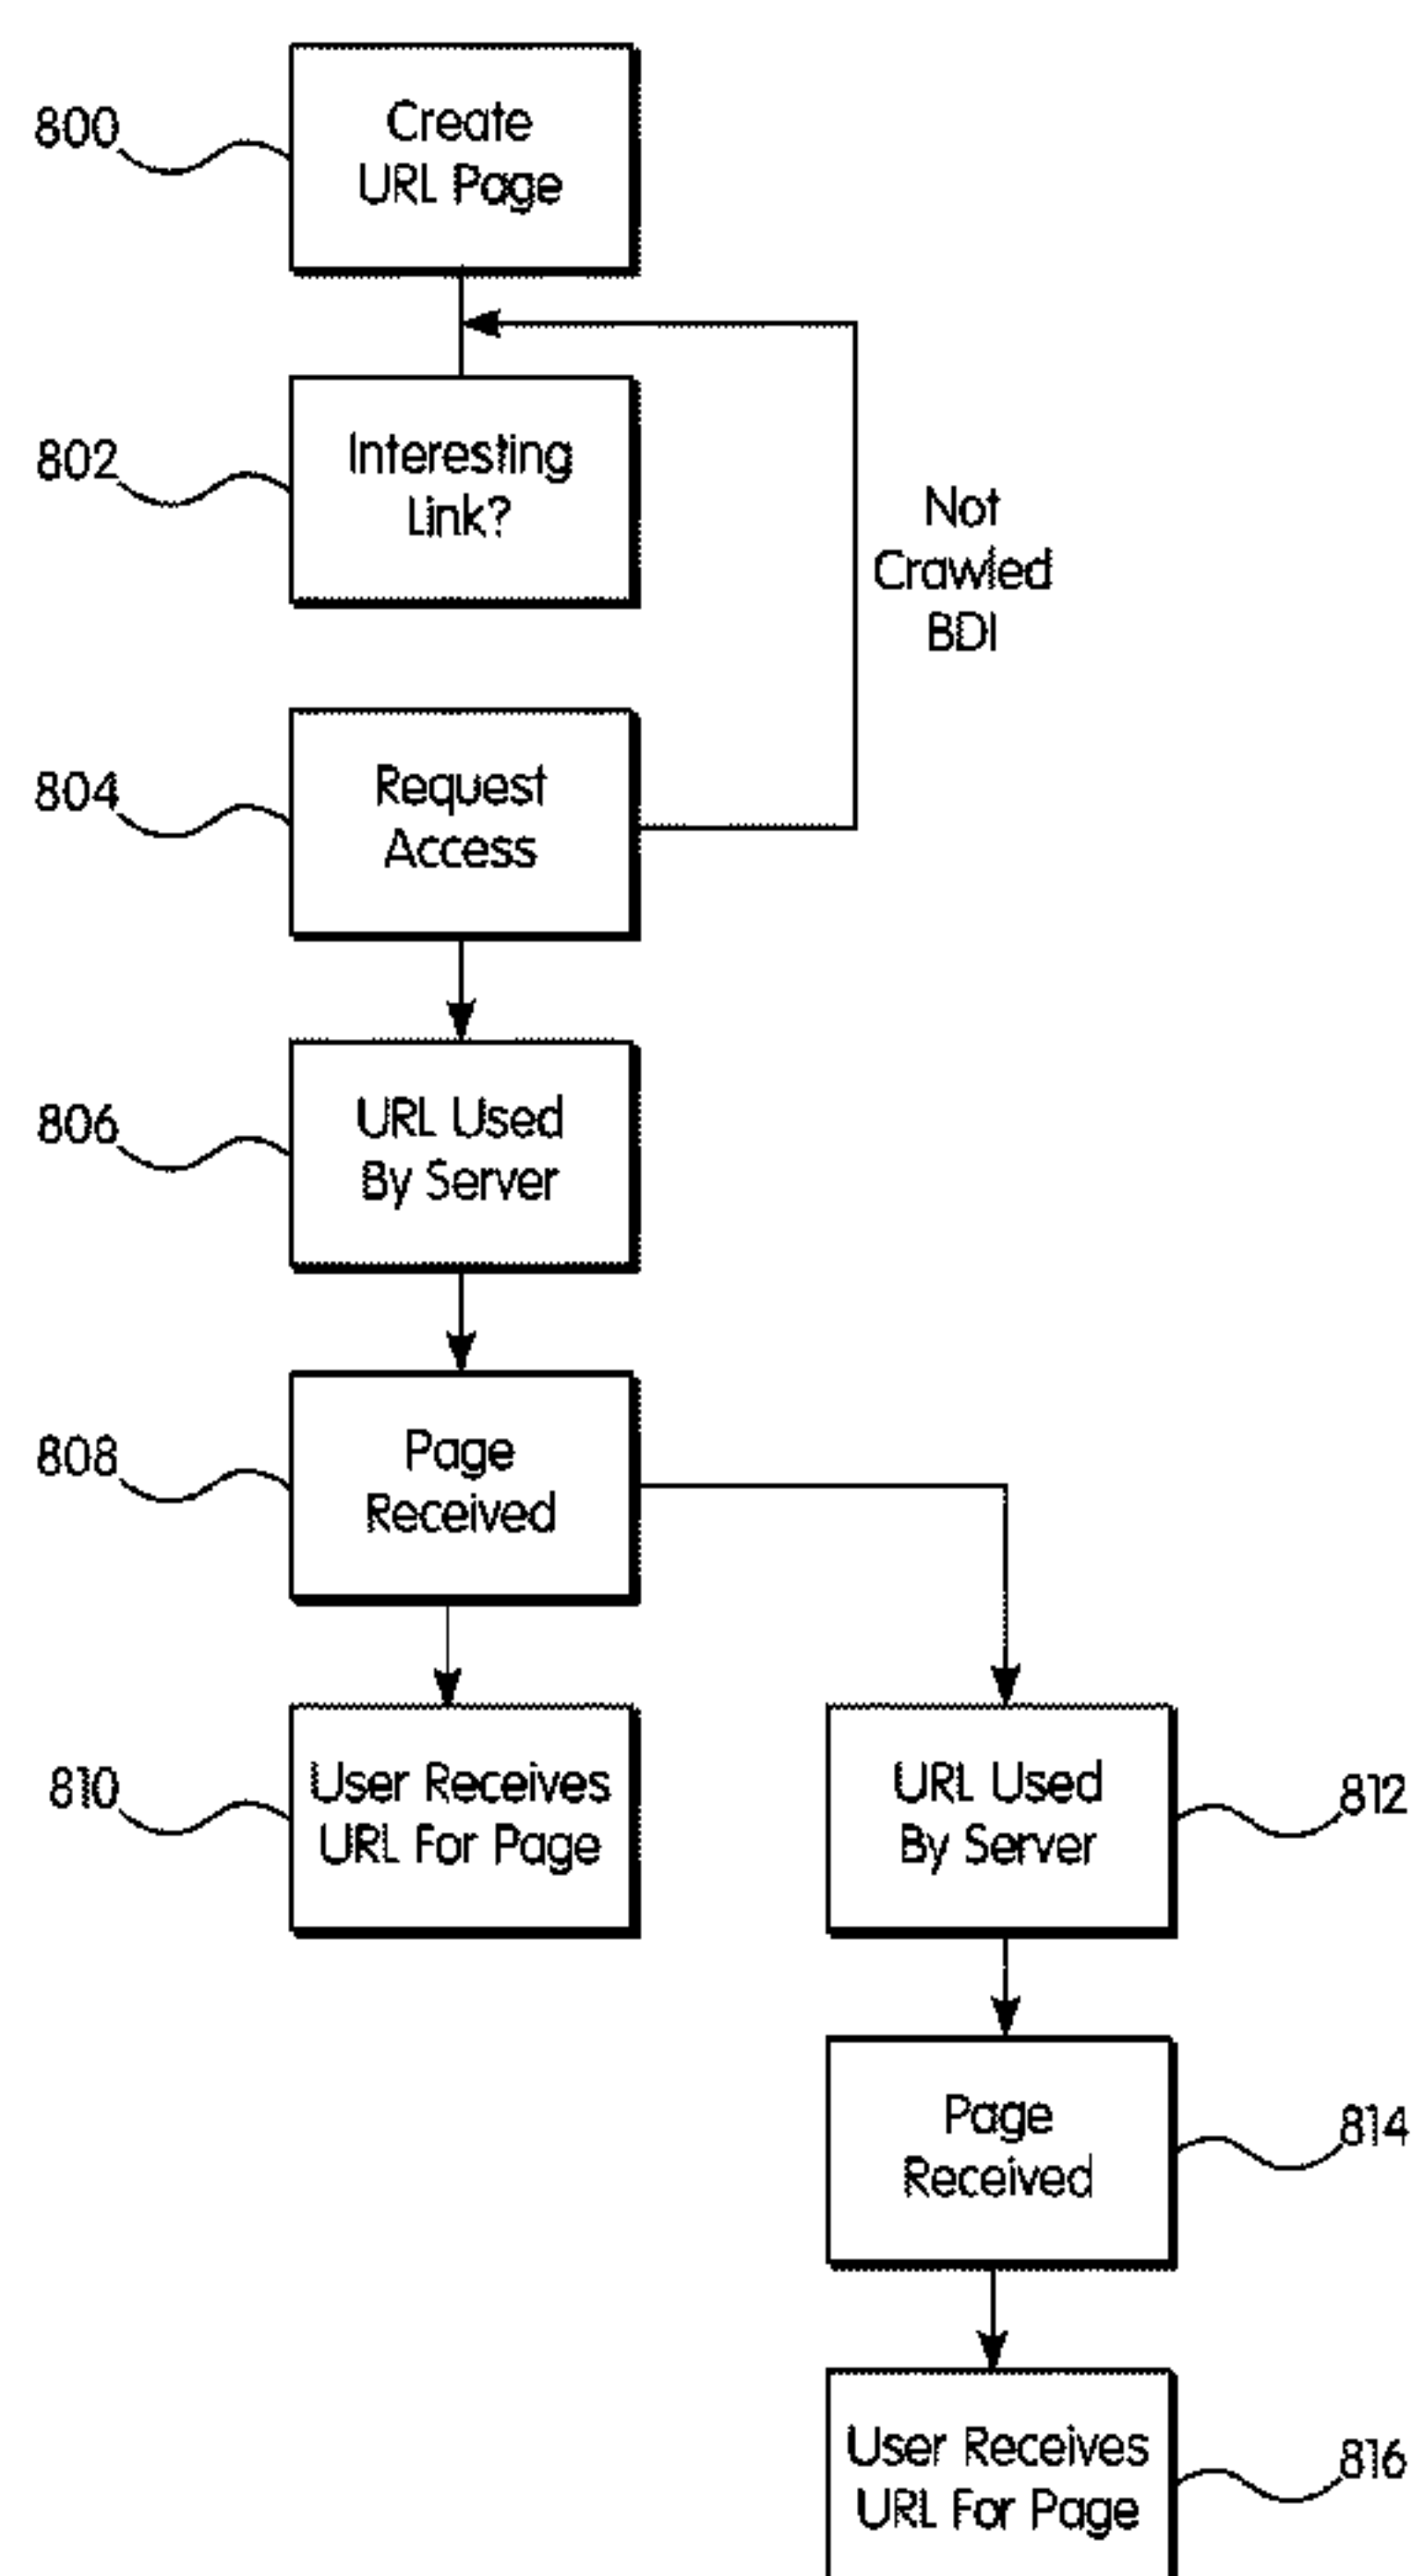 800
Create
URL Page
802
Interesting
Link?
Not
Crawled
BDI
804
Request
Access
806
URL Used
By Server
808
Page
Received
810
User Receives
URL For Page
URL Used
By Server
812
Page
Received
814
User Receives
URL For Page
816